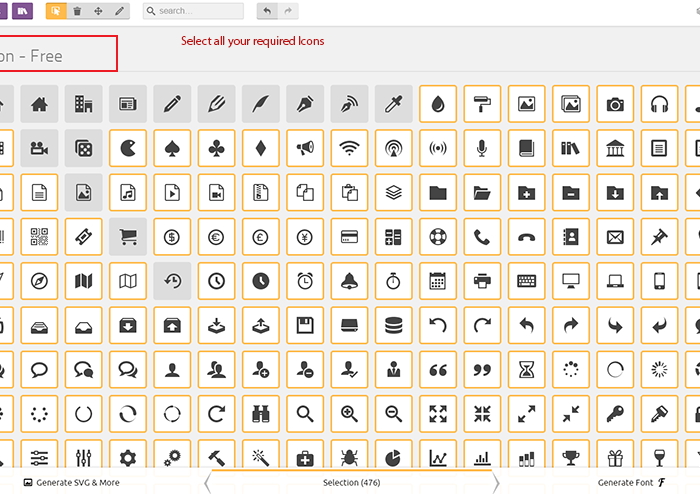 search...
Select all your required Icons
on - Free
Generate SVG & More
Selection (476)
Generate Font